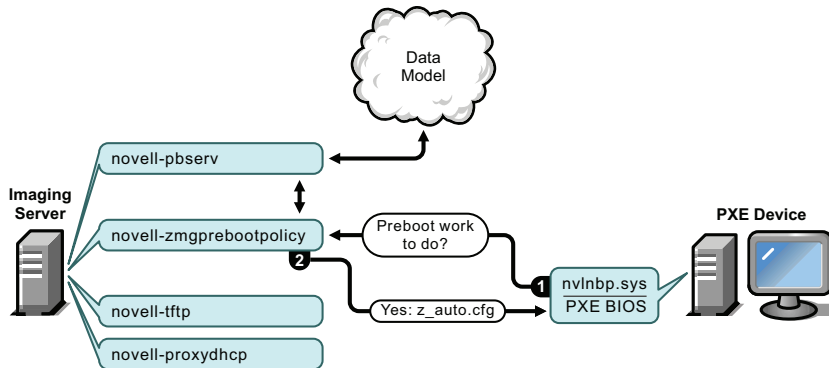 Data
Model
novell-pbserv
Imaging
Server
novell-zmgprebootpolicy
2
Preboot work
to do?
PXE Device
1
nvlnbp.sys
PXE BIOS
Yes: z_auto.cfg
novell-tftp
novell-proxydhcp